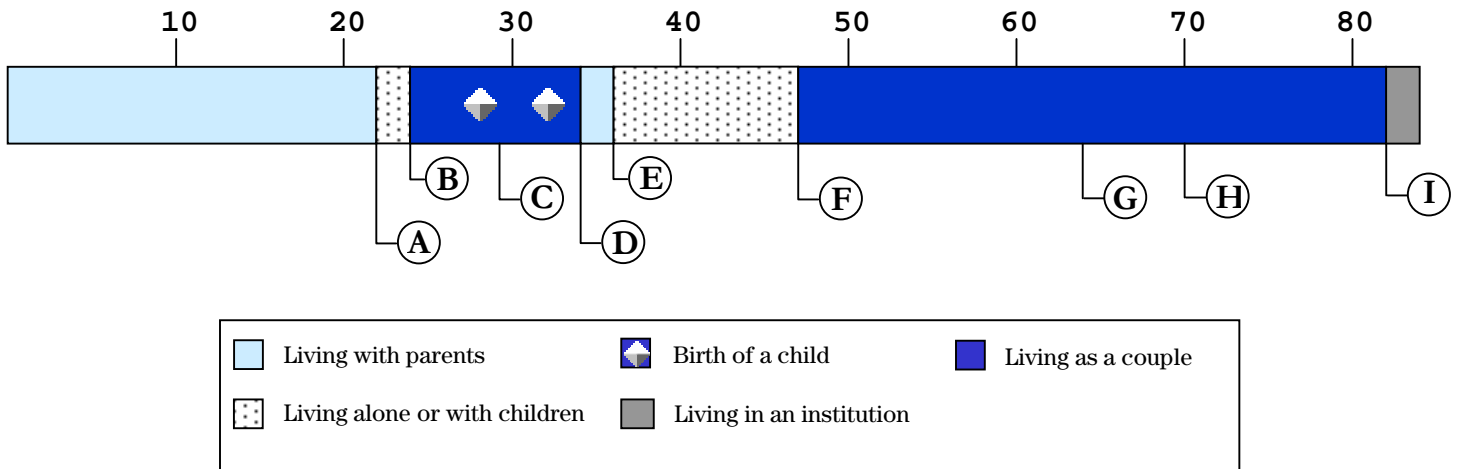 10 20 30 40 50 60 70 80
B C E F G H I
A D
Living with parents Birth of a child Living as a couple
Living alone or with children Living in an institution